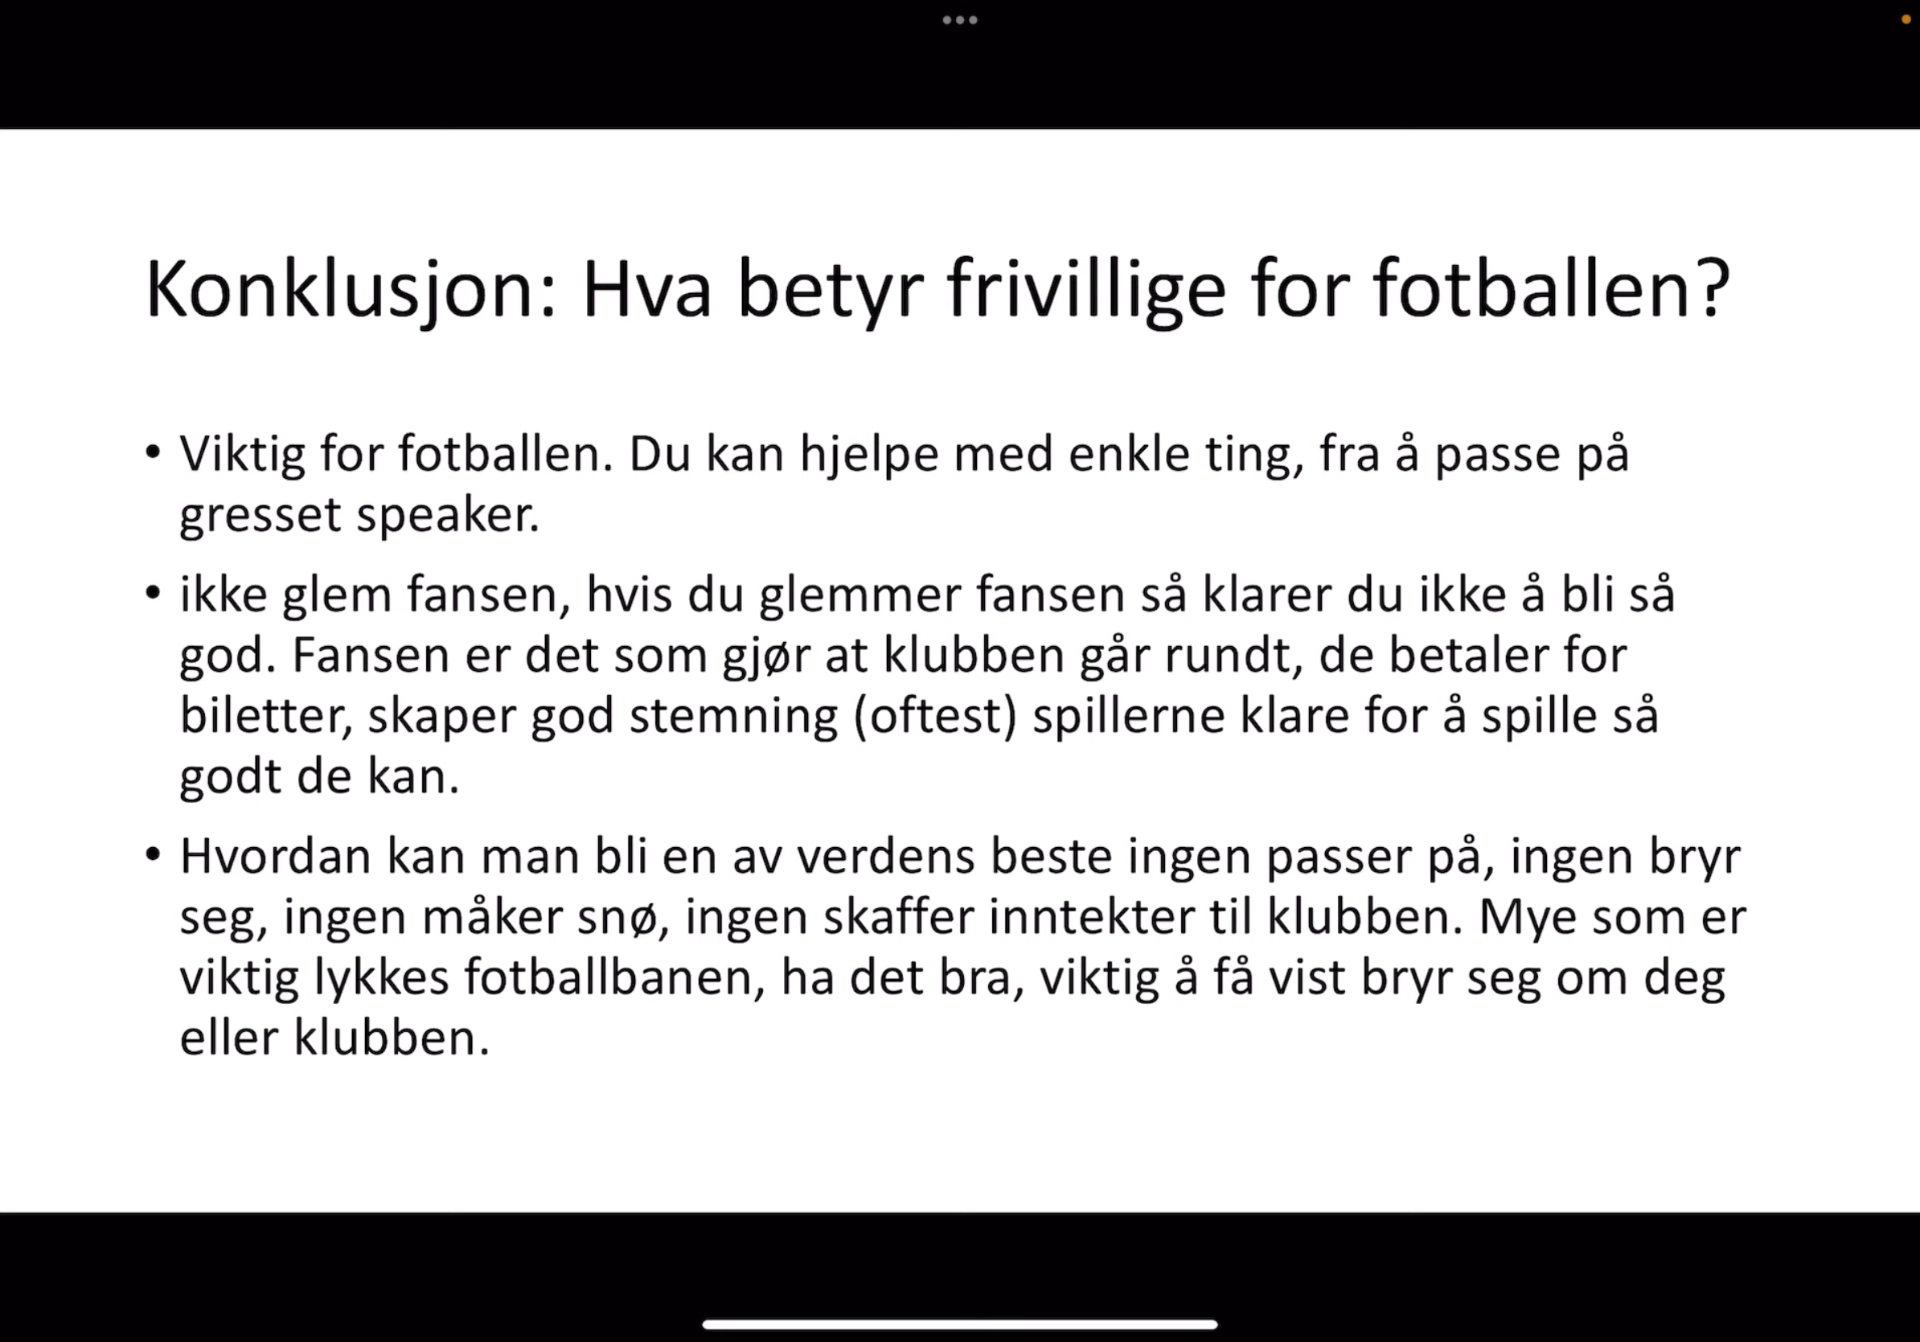 Konklusjon: Hva betyr frivillige for fotballen?
• Viktig for fotballen. Du kan hjelpe med enkle ting, fra å passe på
gresset speaker.
• ikke glem fansen, hvis du glemmer fansen så klarer du ikke å bli så
god. Fansen er det som gjør at klubben går rundt, de betaler for
biletter, skaper god stemning (oftest) spillerne klare for å spille så
godt de kan.
• Hvordan kan man bli en av verdens beste ingen passer på, ingen bryr
seg, ingen måker snø, ingen skaffer inntekter til klubben. Mye som er
viktig lykkes fotballbanen, ha det bra, viktig å få vist bryr seg om deg
eller klubben.